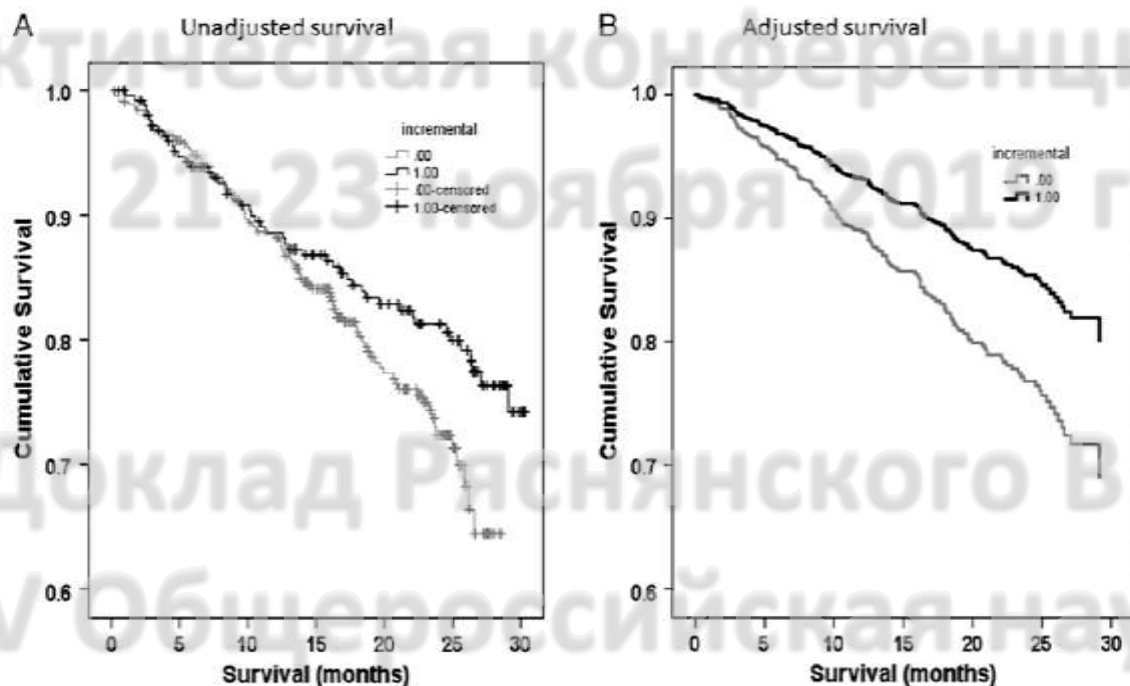 A Unadjusted survival
1.0
0.9
0.8
0.7
0.6
Cumulative Survival
incremental
.00
1.00
.00-censored
1.00-censored
0 5 10 15 20 25 30
Survival (months)
B Adjusted survival
1.0
0.9
0.8
0.7
0.6
Cumulative Survival
incremental
.00
1.00
0 5 10 15 20 25 30
Survival (months)
ктическая конференц
21-23 ноября 2015 г
Доклад Ряснянского В
V Общероссийская нау